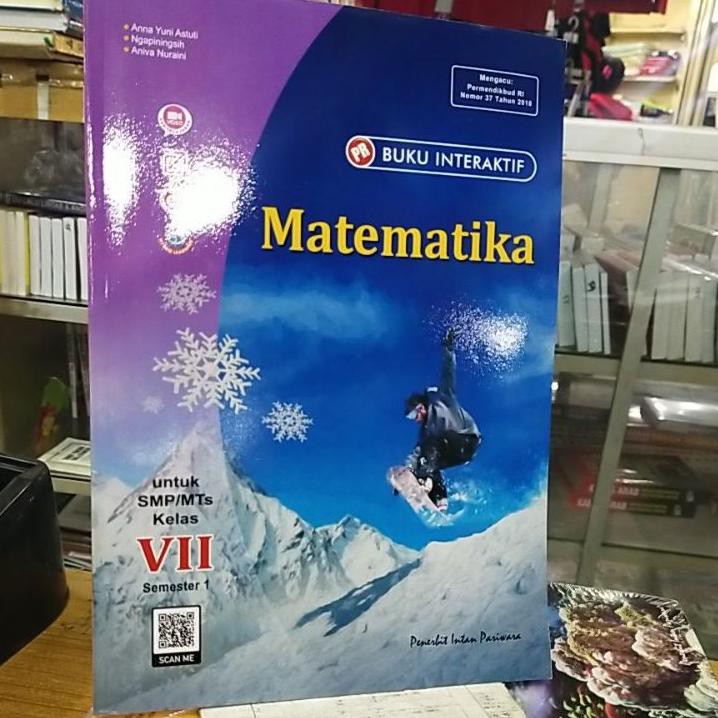 Anna Yuni Astuti
Ngapiningsih
Aniva Nuraini
Mengacu:
Permendikbud RI
Nomor 37 Tahun 2018
PR BUKU INTERAKTIF
Matematika
untuk
SMP/MTs
Kelas
VII
Semester 1
SCAN ME
Penerbit Intan Pariwara